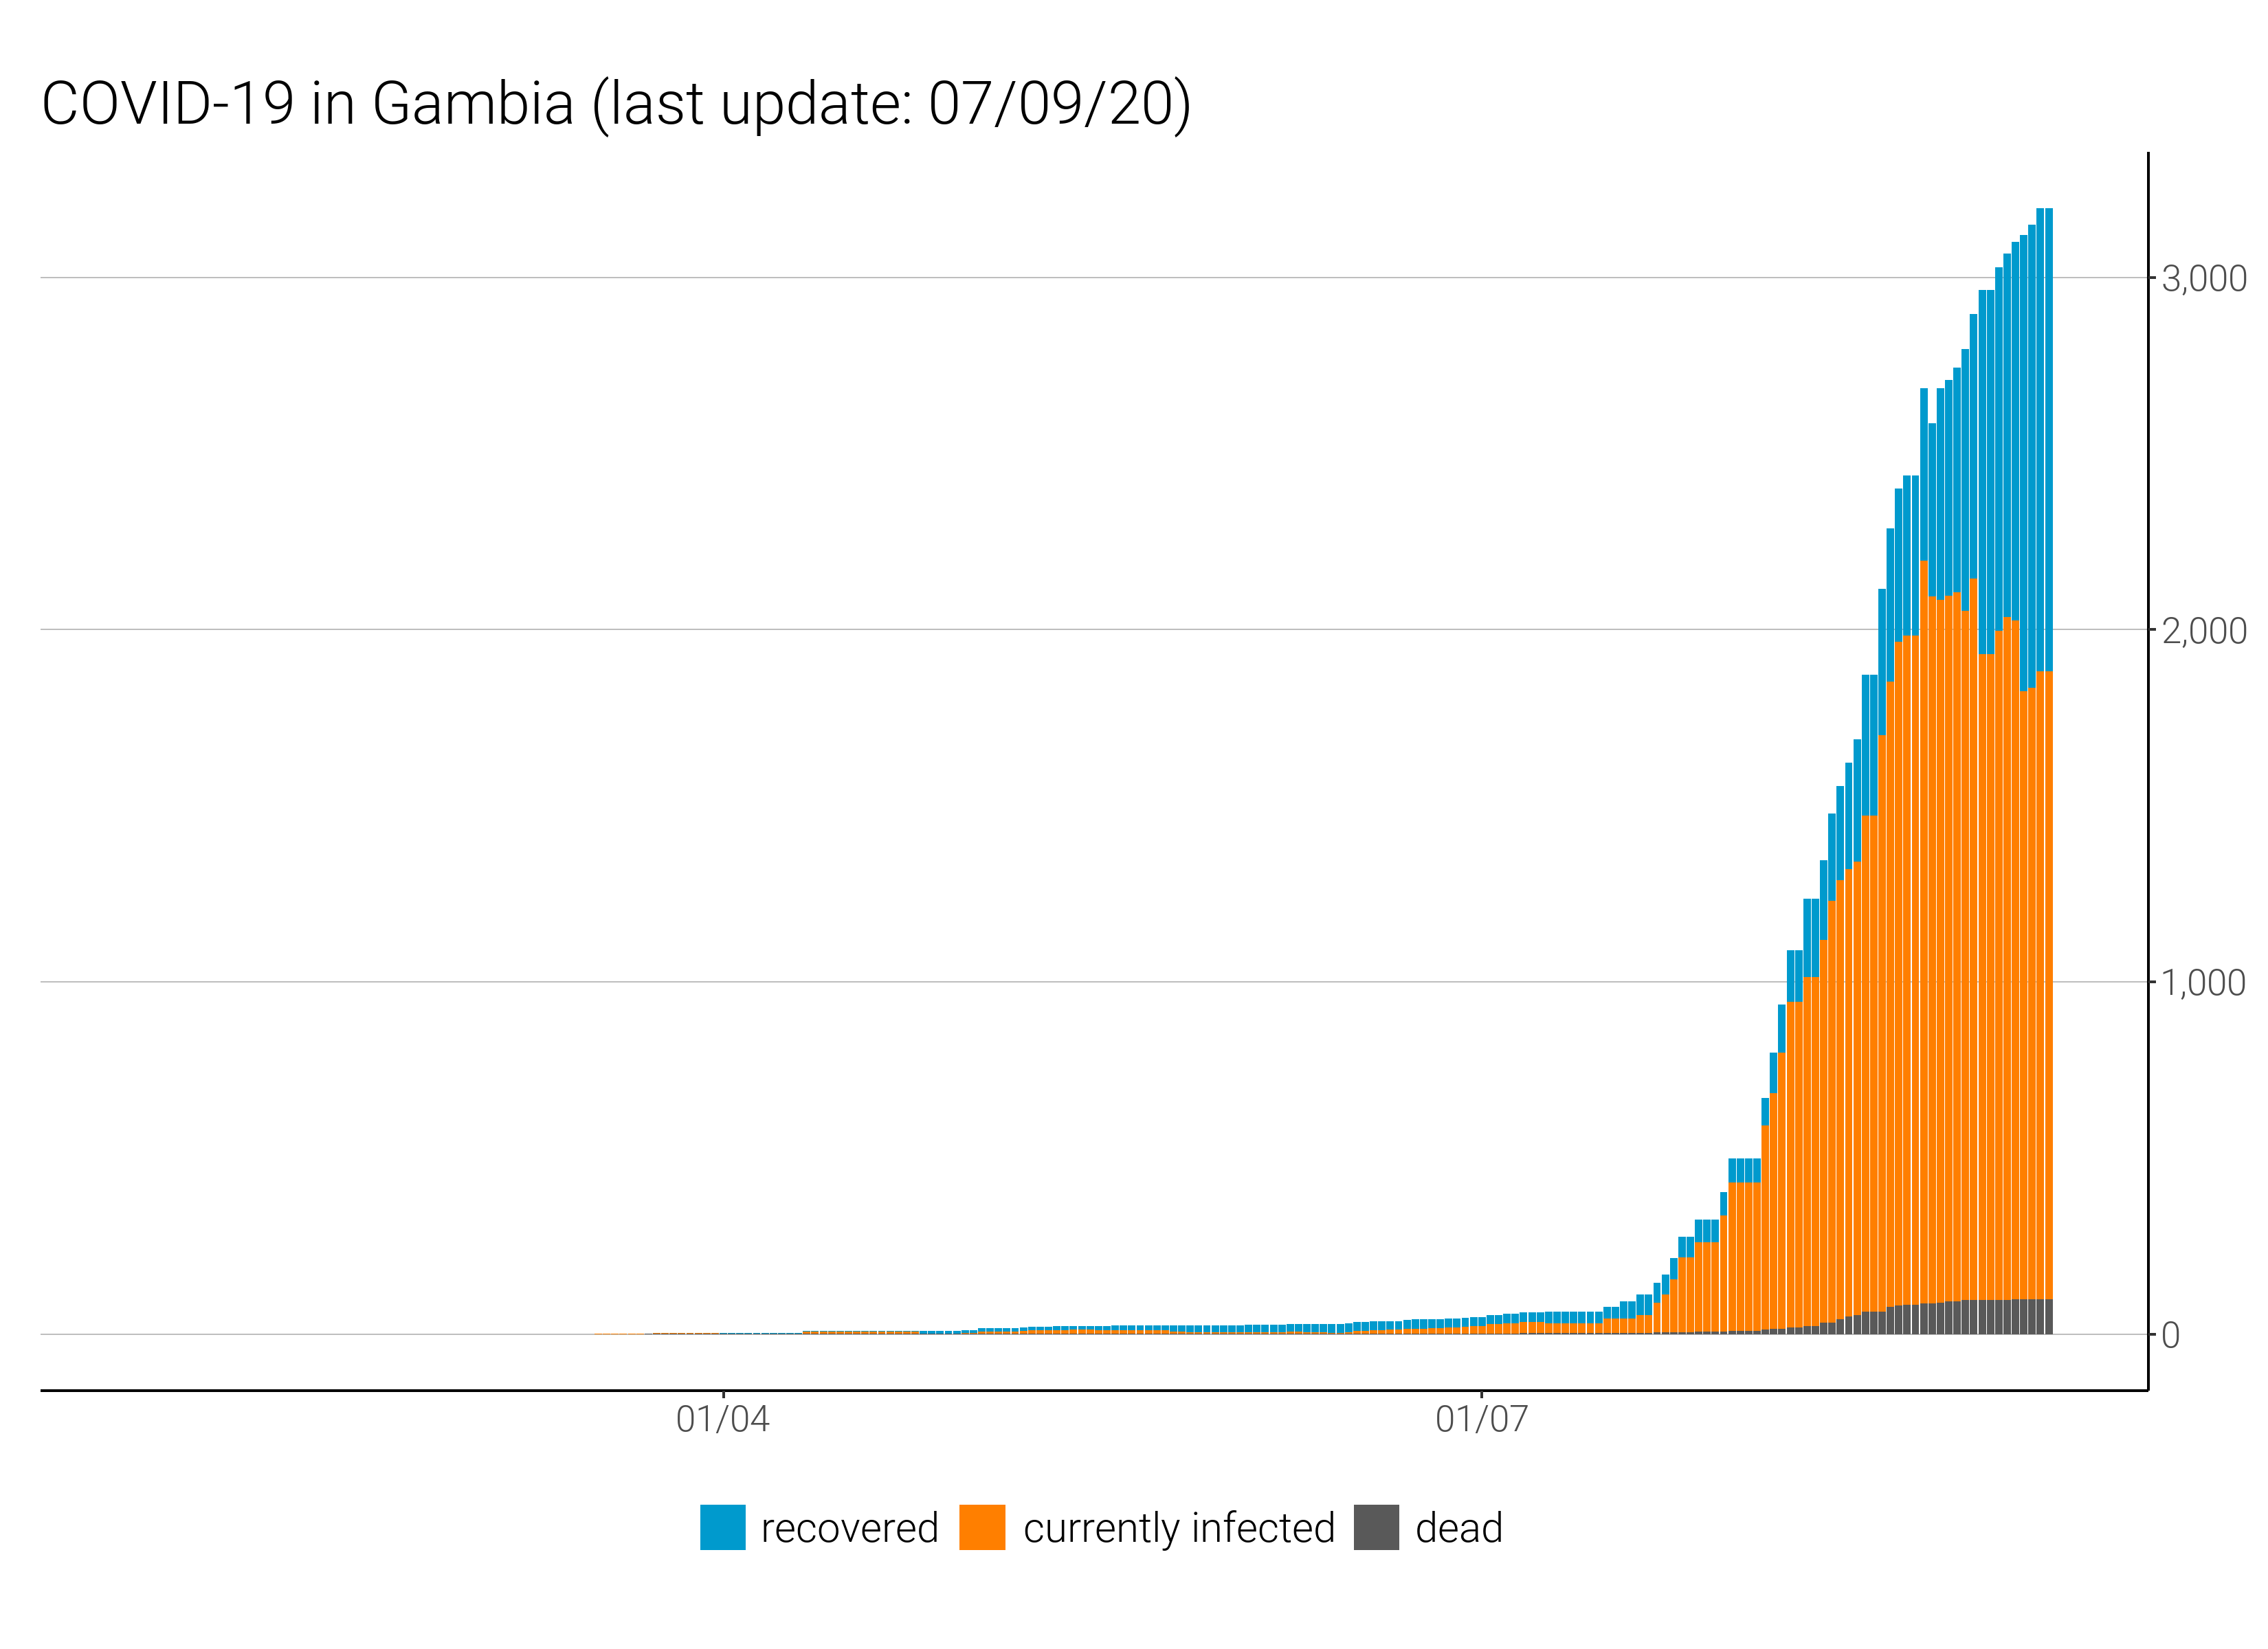 COVID-19 in Gambia (last update: 07/09/20)
3,000
2,000
1,000
0
01/04 01/07
recovered currently infected dead